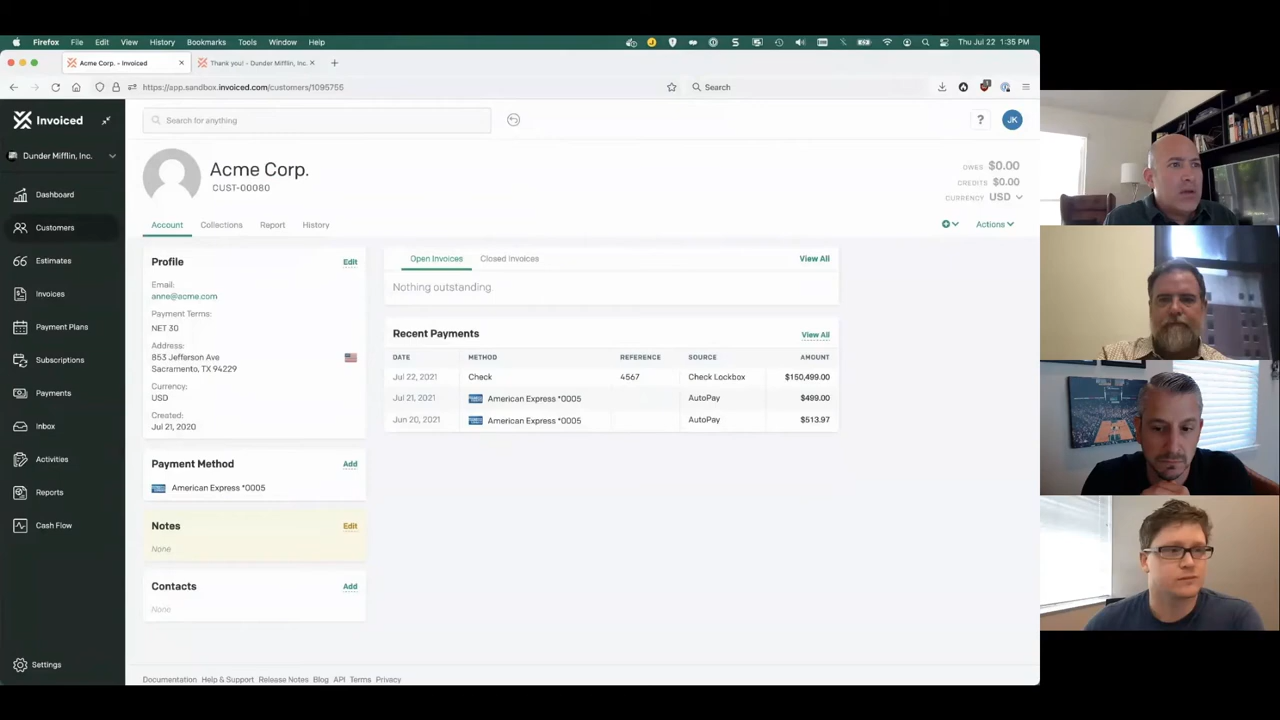 Firefox File Edit View History Bookmarks Tools Window Help Thu Jul 22 1:35 PM
Acme Corp. - Invoiced Thank you! - Dunder Mifflin, Inc.
https://app.sandbox.invoiced.com/customers/1095755 Search
Invoiced
Search for anything
? JK
Dunder Mifflin, Inc.
Acme Corp.
CUST-00080
OWES $0.00
CREDITS $0.00
CURRENCY USD
Dashboard
Customers
Estimates
Invoices
Payment Plans
Subscriptions
Payments
Inbox
Activities
Reports
Cash Flow
Settings
Account Collections Report History
Actions
Profile Edit
Email:
anne@acme.com
Payment Terms:
NET 30
Address:
853 Jefferson Ave
Sacramento, TX 94229
Currency:
USD
Created:
Jul 21, 2020
Payment Method Add
American Express *0005
Notes Edit
None
Contacts Add
None
Open Invoices Closed Invoices View All
Nothing outstanding.
Recent Payments View All
DATE METHOD REFERENCE SOURCE AMOUNT
Jul 22, 2021 Check 4567 Check Lockbox $150,499.00
Jul 21, 2021 American Express *0005 AutoPay $499.00
Jun 20, 2021 American Express *0005 AutoPay $513.97
Documentation Help & Support Release Notes Blog API Terms Privacy